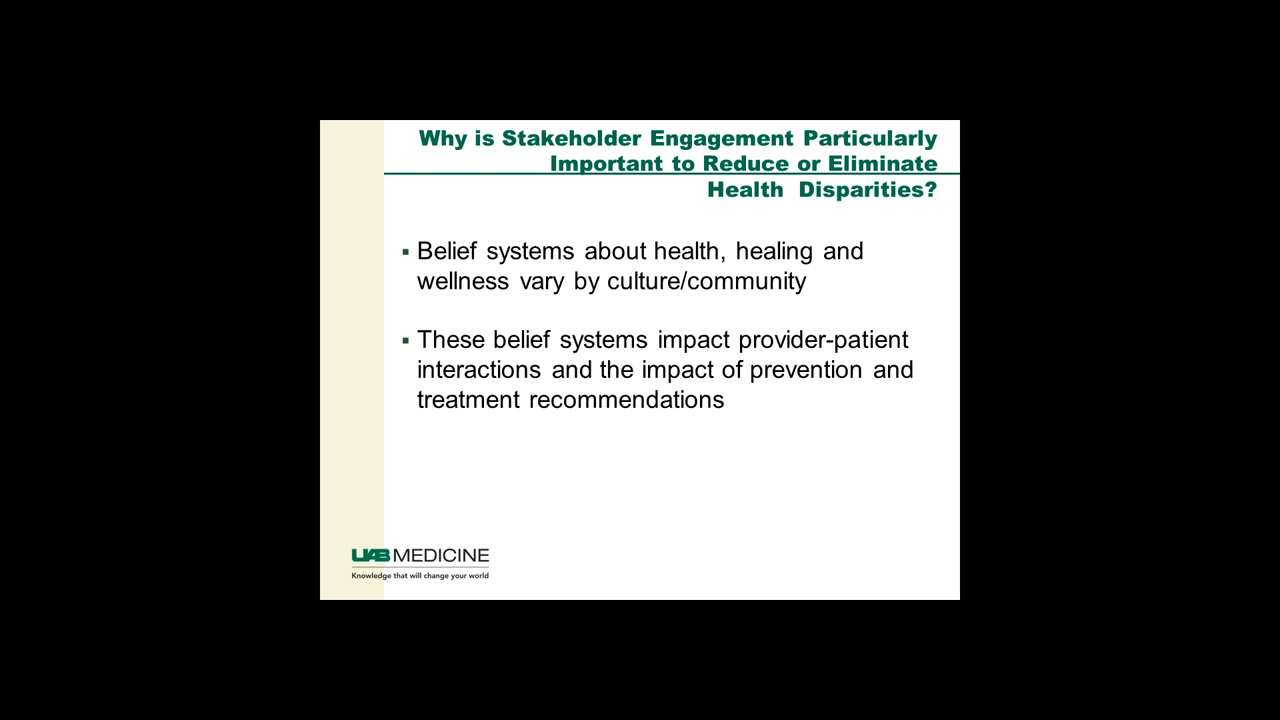 Why is Stakeholder Engagement Particularly
Important to Reduce or Eliminate
Health Disparities?
▪ Belief systems about health, healing and
wellness vary by culture/community
▪ These belief systems impact provider-patient
interactions and the impact of prevention and
treatment recommendations
UAB MEDICINE
Knowledge that will change your world